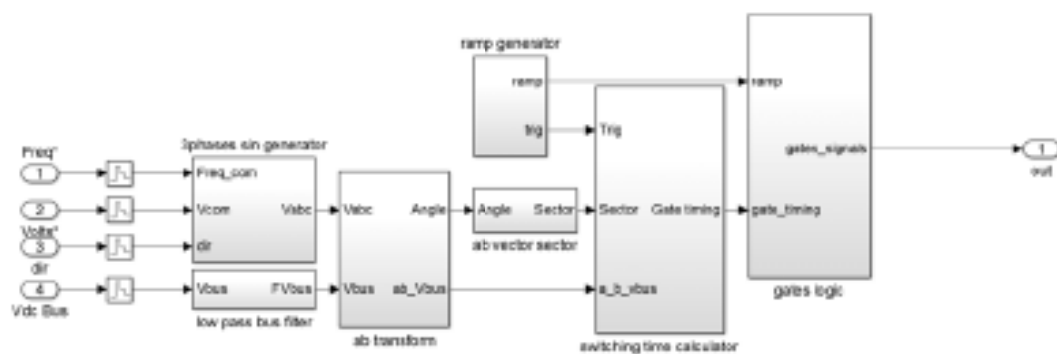 ramp generator
ramp
trig
ramp
gates_signals
gate_timing
gates logic
1
out
Freq*
1
2
Volts*
3
dir
4
Vdc Bus
3phases sin generator
Freq_com
Vcom
Vabc
dir
Vbus
FVbus
low pass bus filter
Vabc
Angle
Vbus
ab_Vbus
ab transform
Angle
Sector
ab vector sector
Trig
Sector
Gate timing
a_b_vbus
switching time calculator